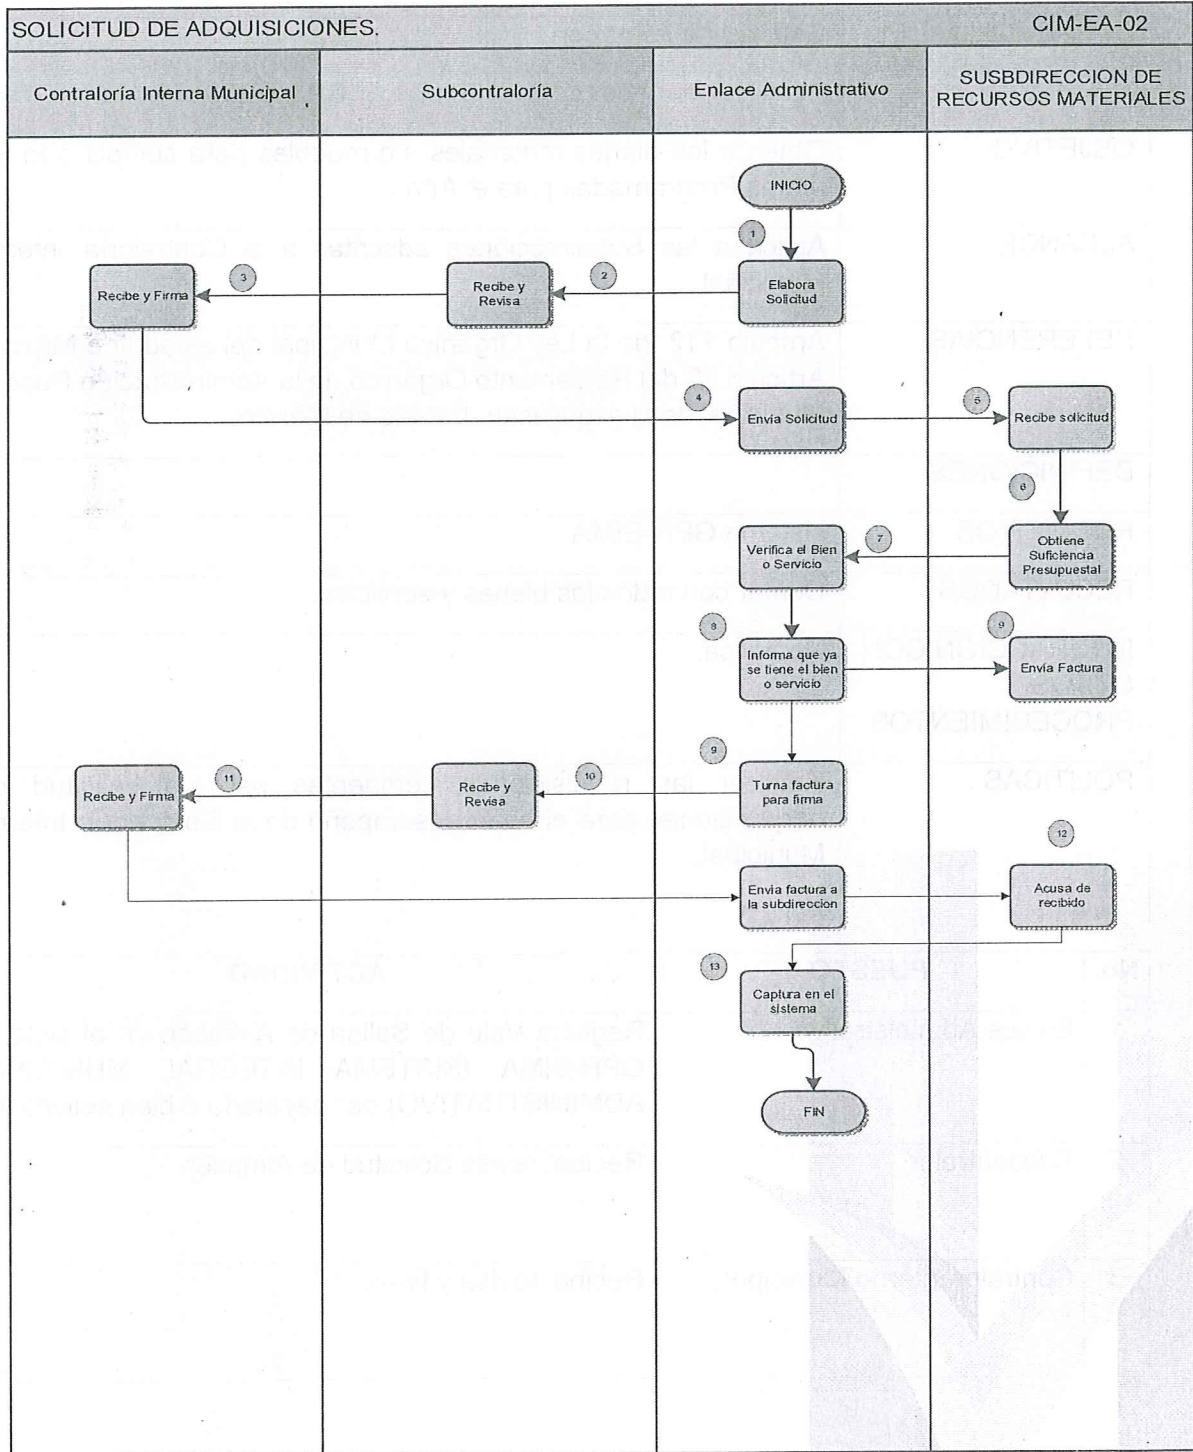 SOLICITUD DE ADQUISICIONES.
CIM-EA-02
Contraloría Interna Municipal
Subcontraloría
Enlace Administrativo
SUSBDIRECCION DE
RECURSOS MATERIALES
INICIO
1
Elabora
Solicitud
2
Recibe y
Revisa
3
Recibe y Firma
4
Envía Solicitud
5
Recibe solicitud
6
Obtiene
Suficiencia
Presupuestal
7
Verifica el Bien
o Servicio
8
Informa que ya
se tiene el bien
o servicio
9
Envía Factura
9
Turna factura
para firma
10
Recibe y
Revisa
11
Recibe y Firma
Envia factura a
la subdireccion
12
Acusa de
recibido
13
Captura en el
sistema
FIN